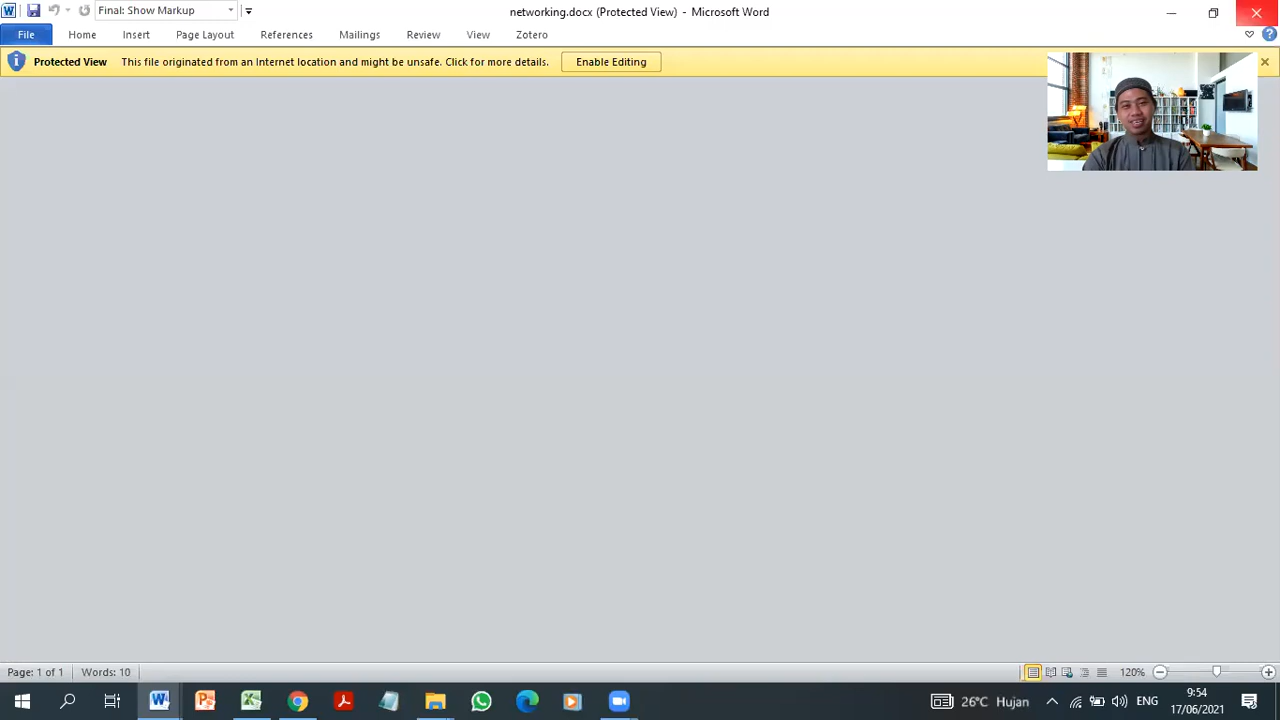 Final: Show Markup
networking.docx (Protected View) - Microsoft Word
File Home Insert Page Layout References Mailings Review View Zotero
Protected View This file originated from an Internet location and might be unsafe. Click for more details. Enable Editing
Page: 1 of 1 Words: 10
120%
26°C Hujan
ENG
9:54
17/06/2021